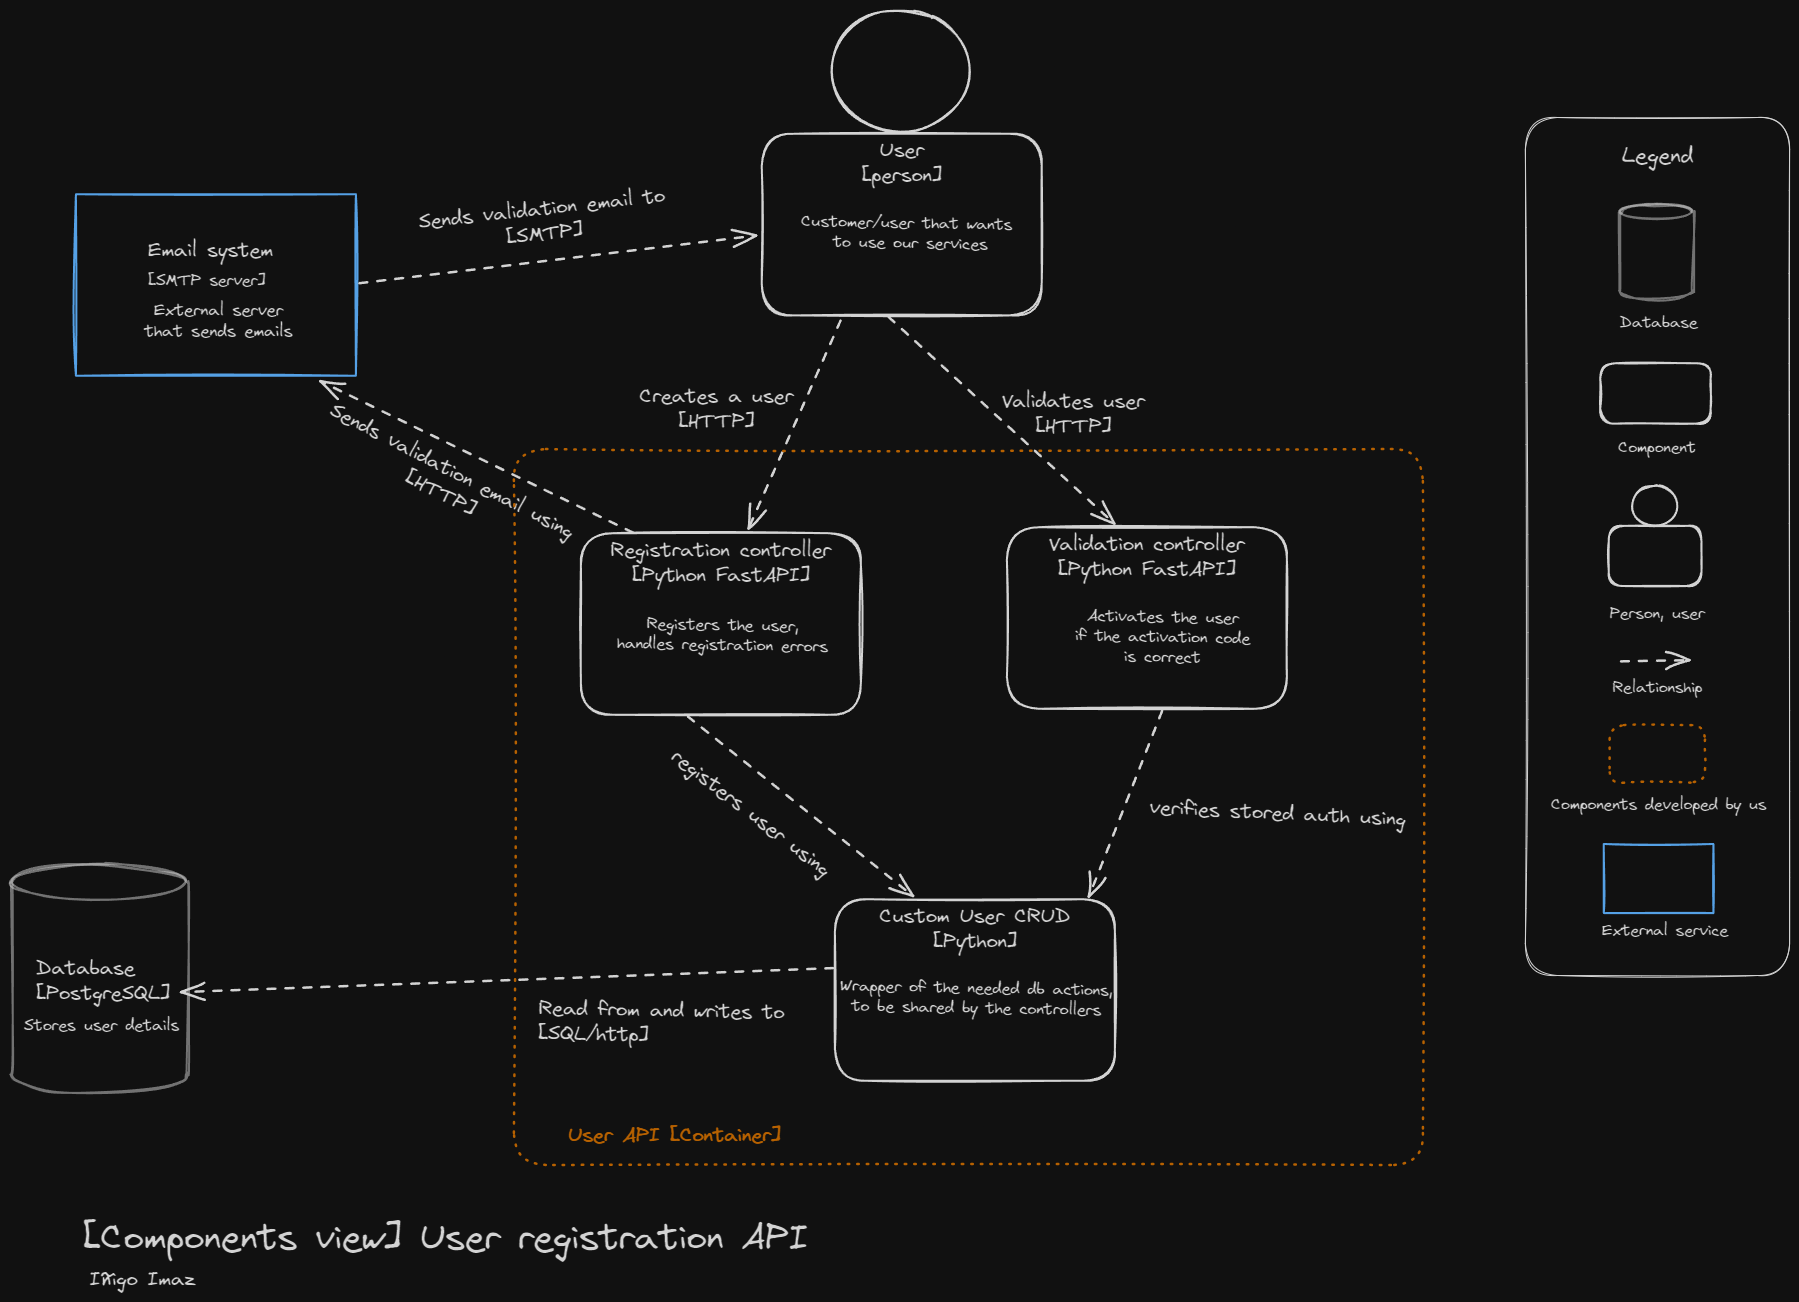 User
[person]
Customer/user that wants
to use our services
Email system
[SMTP server]
External server
that sends emails
Sends validation email to
[SMTP]
Creates a user
[HTTP]
Validates user
[HTTP]
Sends validation email using
[HTTP]
Registration controller
[Python FastAPI]
Registers the user,
handles registration errors
Validation controller
[Python FastAPI]
Activates the user
if the activation code
is correct
registers user using
verifies stored auth using
Custom User CRUD
[Python]
Wrapper of the needed db actions,
to be shared by the controllers
Database
[PostgreSQL]
Stores user details
Read from and writes to
[SQL/http]
User API [Container]
Legend
Database
Component
Person, user
Relationship
Components developed by us
External service
[Components view] User registration API
Iñigo Imaz